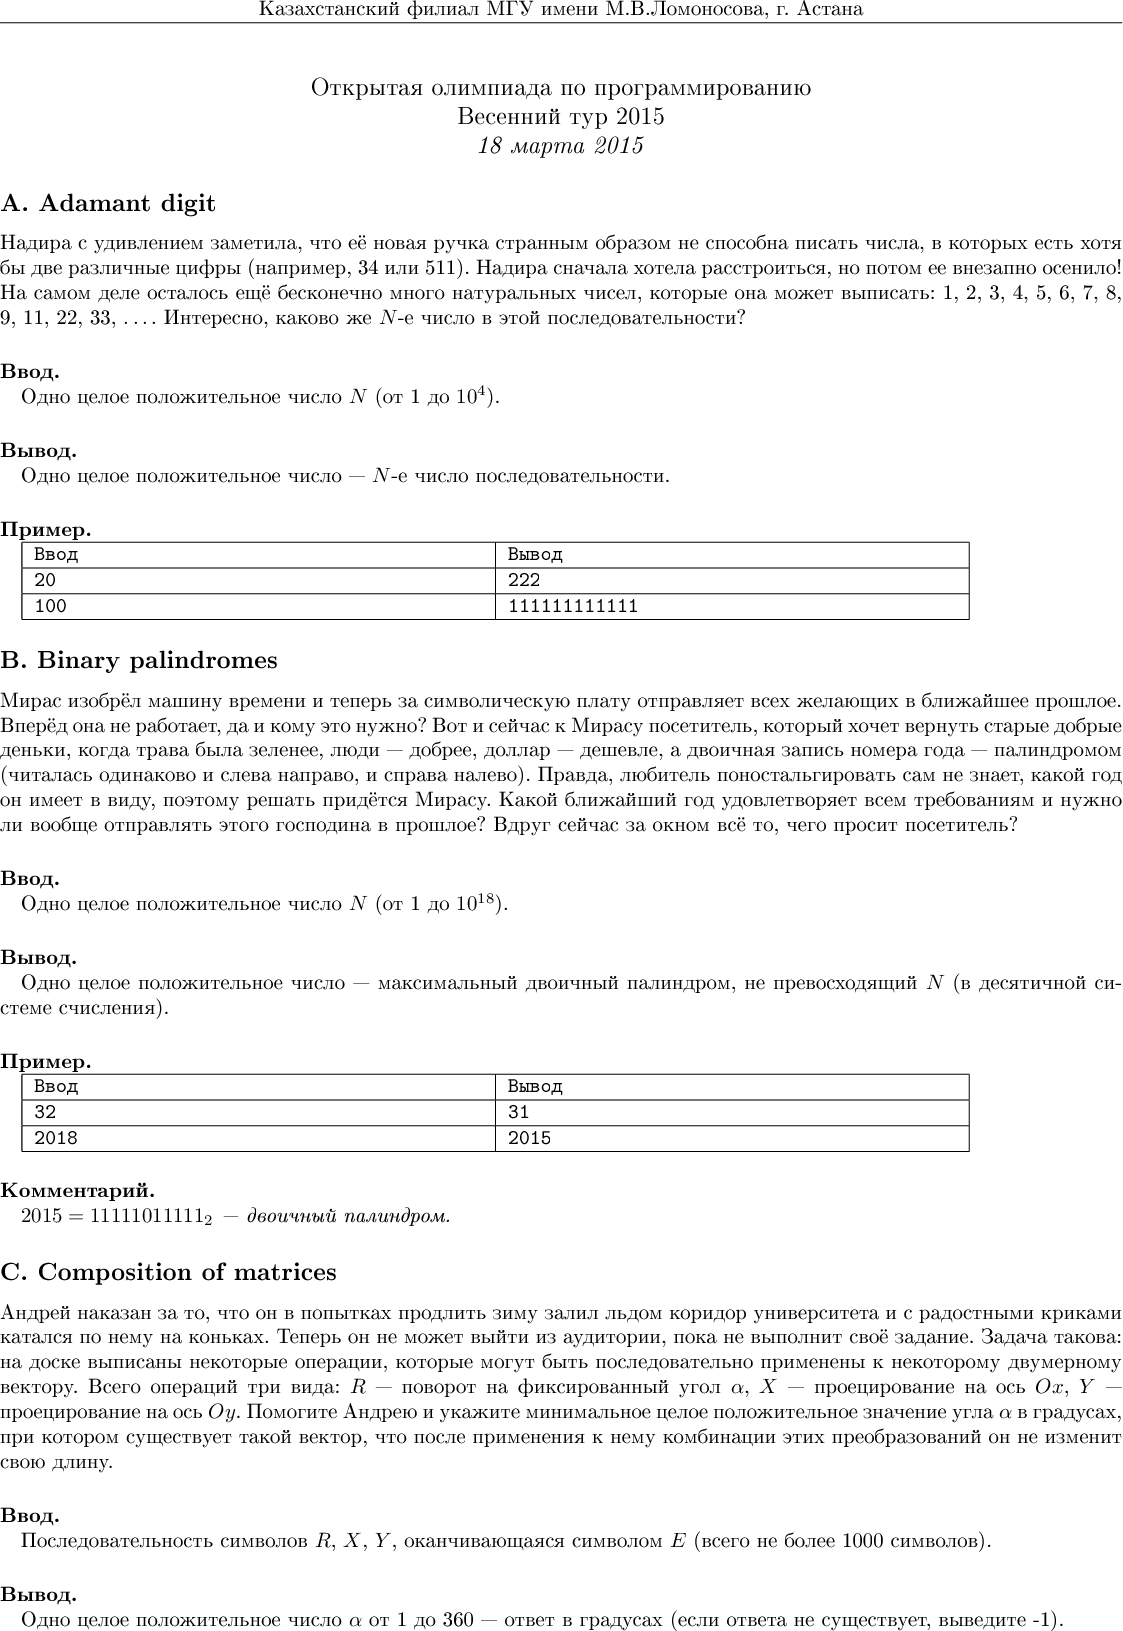 Казахстанский филиал МГУ имени М.В.Ломоносова, г. Астана
Открытая олимпиада по программированию
Весенний тур 2015
18 марта 2015
A. Adamant digit
Надира с удивлением заметила, что её новая ручка странным образом не способна писать числа, в которых есть хотя
бы две различные цифры (например, 34 или 511). Надира сначала хотела расстроиться, но потом ее внезапно осенило!
На самом деле осталось ещё бесконечно много натуральных чисел, которые она может выписать: 1, 2, 3, 4, 5, 6, 7, 8,
9, 11, 22, 33, .... Интересно, каково же N-е число в этой последовательности?
Ввод.
Одно целое положительное число N (от 1 до 10⁴).
Вывод.
Одно целое положительное число — N-е число последовательности.
Пример.
Ввод Вывод
20 222
100 111111111111
B. Binary palindromes
Мирас изобрёл машину времени и теперь за символическую плату отправляет всех желающих в ближайшее прошлое.
Вперёд она не работает, да и кому это нужно? Вот и сейчас к Мирасу посетитель, который хочет вернуть старые добрые
деньки, когда трава была зеленее, люди — добрее, доллар — дешевле, а двоичная запись номера года — палиндромом
(читалась одинаково и слева направо, и справа налево). Правда, любитель поностальгировать сам не знает, какой год
он имеет в виду, поэтому решать придётся Мирасу. Какой ближайший год удовлетворяет всем требованиям и нужно
ли вообще отправлять этого господина в прошлое? Вдруг сейчас за окном всё то, чего просит посетитель?
Ввод.
Одно целое положительное число N (от 1 до 10¹⁸).
Вывод.
Одно целое положительное число — максимальный двоичный палиндром, не превосходящий N (в десятичной си-
стеме счисления).
Пример.
Ввод Вывод
32 31
2018 2015
Комментарий.
2015 = 11111011111₂ — двоичный палиндром.
C. Composition of matrices
Андрей наказан за то, что он в попытках продлить зиму залил льдом коридор университета и с радостными криками
катался по нему на коньках. Теперь он не может выйти из аудитории, пока не выполнит своё задание. Задача такова:
на доске выписаны некоторые операции, которые могут быть последовательно применены к некоторому двумерному
вектору. Всего операций три вида: R — поворот на фиксированный угол α, X — проецирование на ось Ox, Y —
проецирование на ось Oy. Помогите Андрею и укажите минимальное целое положительное значение угла α в градусах,
при котором существует такой вектор, что после применения к нему комбинации этих преобразований он не изменит
свою длину.
Ввод.
Последовательность символов R, X, Y, оканчивающаяся символом E (всего не более 1000 символов).
Вывод.
Одно целое положительное число α от 1 до 360 — ответ в градусах (если ответа не существует, выведите -1).